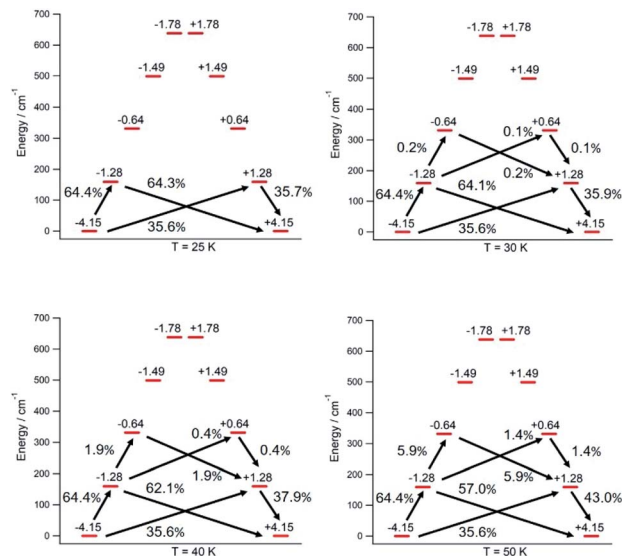 700
600
500
400
300
200
100
0
Energy / cm-1
-1.78 +1.78
-1.49 +1.49
-0.64 +0.64
-1.28 +1.28
64.4% 64.3% 35.7%
-4.15 35.6% +4.15
T = 25 K
700
600
500
400
300
200
100
0
Energy / cm-1
-1.78 +1.78
-1.49 +1.49
-0.64 +0.64
0.2% 0.1% 0.1%
0.2%
-1.28 +1.28
64.4% 64.1% 35.9%
-4.15 35.6% +4.15
T = 30 K
700
600
500
400
300
200
100
0
Energy / cm-1
-1.78 +1.78
-1.49 +1.49
-0.64 +0.64
1.9% 0.4% 0.4%
1.9%
-1.28 +1.28
64.4% 62.1% 37.9%
-4.15 35.6% +4.15
T = 40 K
700
600
500
400
300
200
100
0
Energy / cm-1
-1.78 +1.78
-1.49 +1.49
-0.64 +0.64
5.9% 1.4% 1.4%
5.9%
-1.28 +1.28
64.4% 57.0% 43.0%
-4.15 35.6% +4.15
T = 50 K